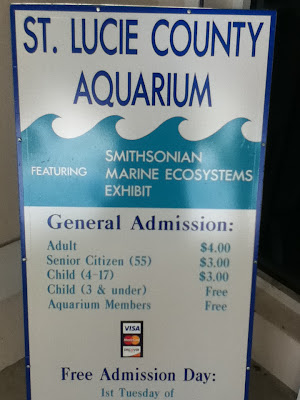 ST. LUCIE COUNTY
AQUARIUM
FEATURING
SMITHSONIAN
MARINE ECOSYSTEMS
EXHIBIT
General Admission:
Adult $4.00
Senior Citizen (55) $3.00
Child (4-17) $3.00
Child (3 & under) Free
Aquarium Members Free
VISA
Free Admission Day:
1st Tuesday of